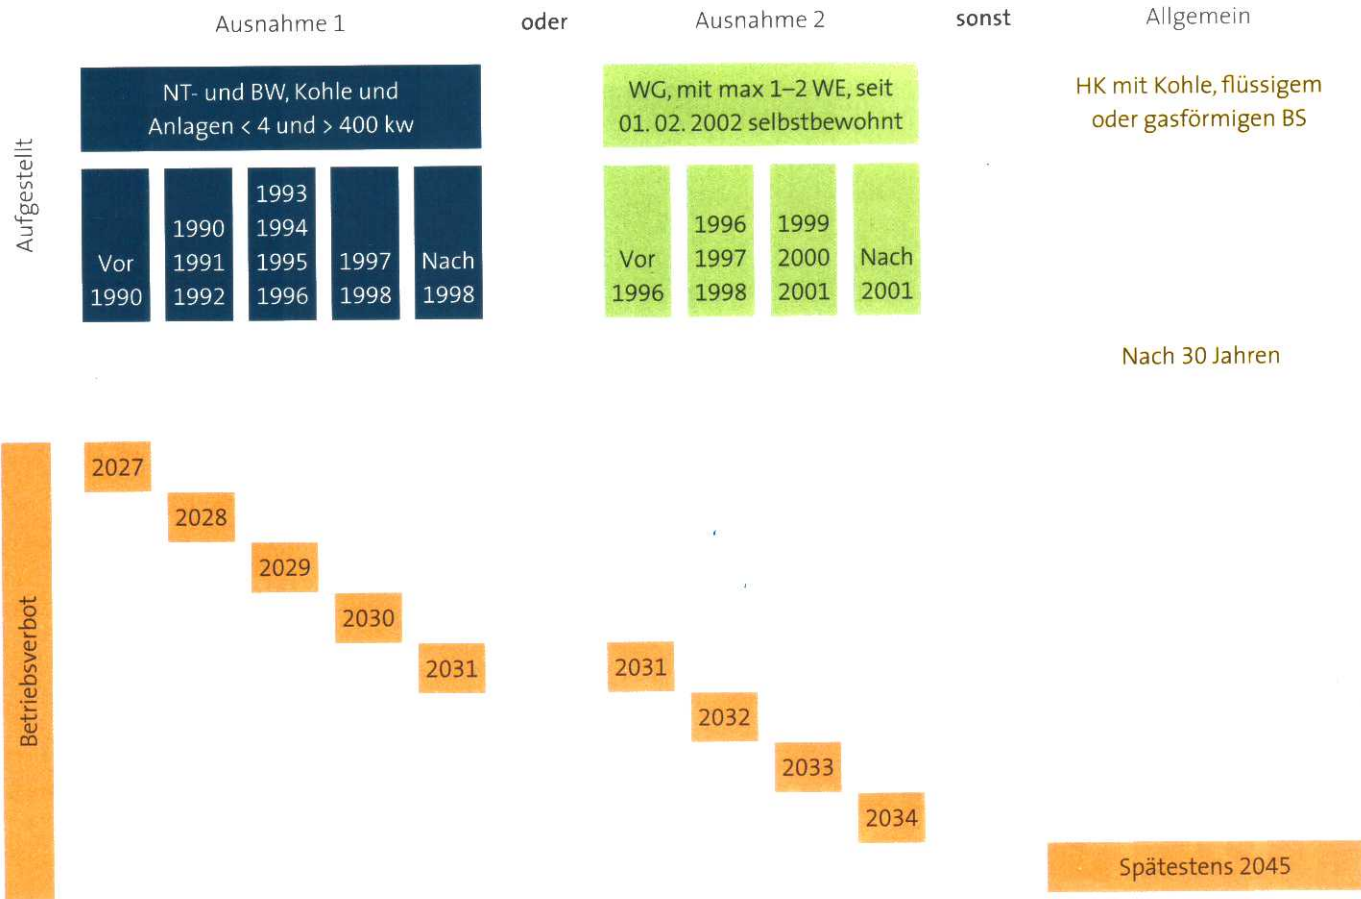 Ausnahme 1
oder
Ausnahme 2
sonst
Allgemein
Aufgestellt
NT- und BW, Kohle und
Anlagen < 4 und > 400 kw
WG, mit max 1–2 WE, seit
01. 02. 2002 selbstbewohnt
HK mit Kohle, flüssigem
oder gasförmigen BS
Vor
1990
1990
1991
1992
1993
1994
1995
1996
1997
1998
Nach
1998
Vor
1996
1996
1997
1998
1999
2000
2001
Nach
2001
Nach 30 Jahren
Betriebsverbot
2027
2028
2029
2030
2031
2031
2032
2033
2034
Spätestens 2045